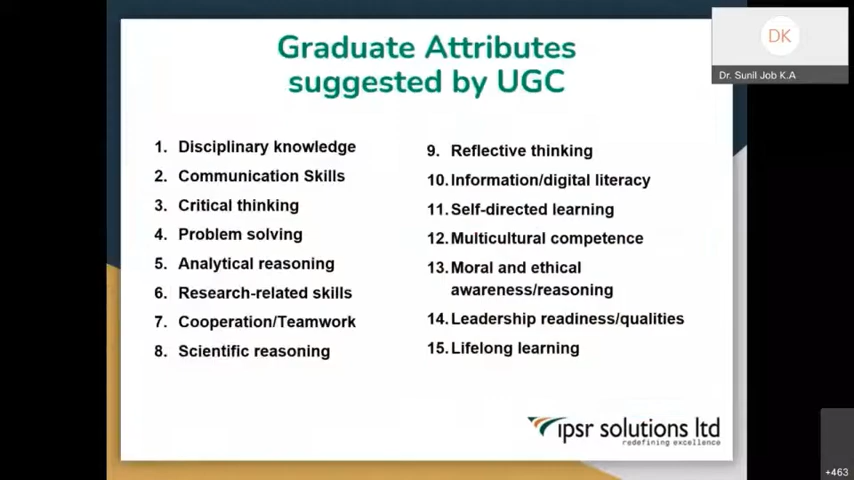 Graduate Attributes
suggested by UGC
DK
Dr. Sunil Job K.A
1. Disciplinary knowledge
2. Communication Skills
3. Critical thinking
4. Problem solving
5. Analytical reasoning
6. Research-related skills
7. Cooperation/Teamwork
8. Scientific reasoning
9. Reflective thinking
10. Information/digital literacy
11. Self-directed learning
12. Multicultural competence
13. Moral and ethical
awareness/reasoning
14. Leadership readiness/qualities
15. Lifelong learning
ipsr solutions ltd
redefining excellence
+463